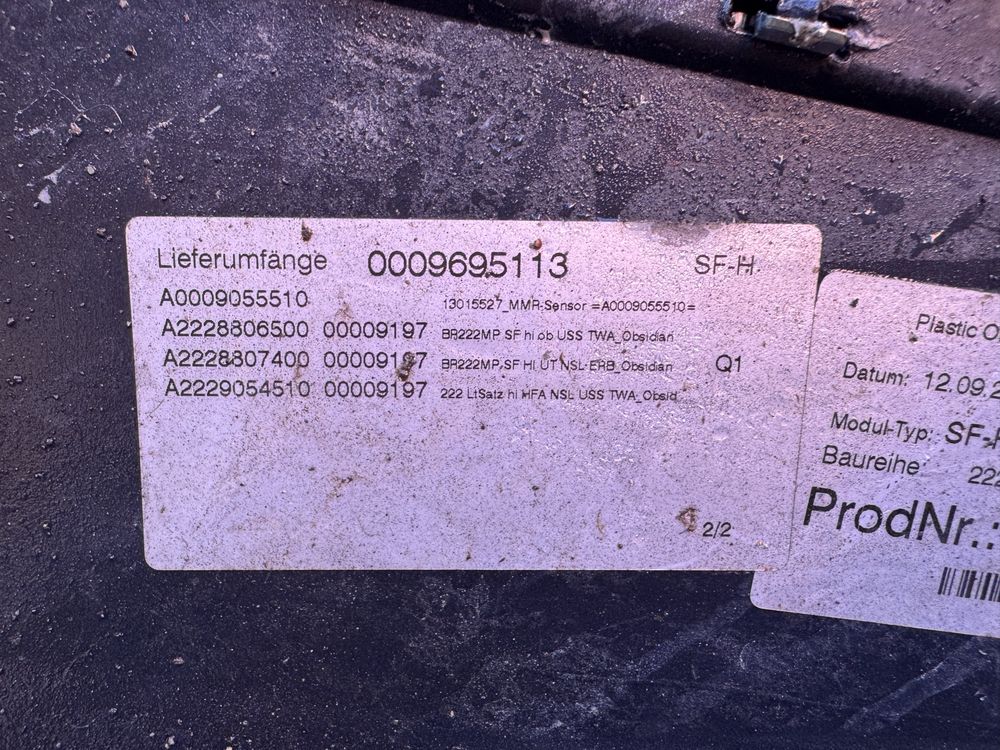 Lieferumfänge 0009695113 SF-H
A0009055510 13015527_MMR-Sensor =A0009055510=
A2228806500 00009197 BR222MP SF hi ob USS TWA_Obsidian
A2228807400 00009197 BR222MP SF HI UT NSL ERB_Obsidian Q1
A2229054510 00009197 222 LtSatz hi HFA NSL USS TWA_Obsid
2/2
Plastic O
Datum: 12.09.2
Modul-Typ: SF-H
Baureihe 222
ProdNr.: